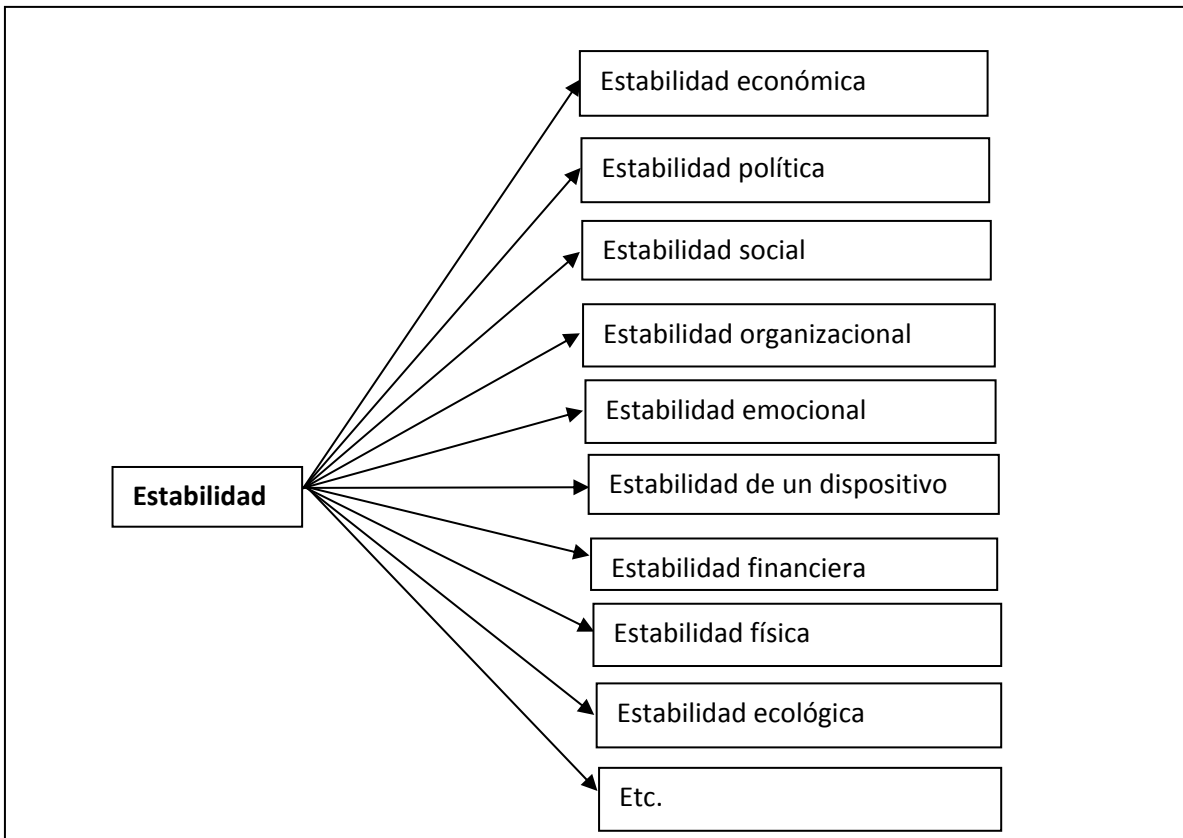 Estabilidad económica
Estabilidad política
Estabilidad social
Estabilidad organizacional
Estabilidad emocional
Estabilidad
Estabilidad de un dispositivo
Estabilidad financiera
Estabilidad física
Estabilidad ecológica
Etc.